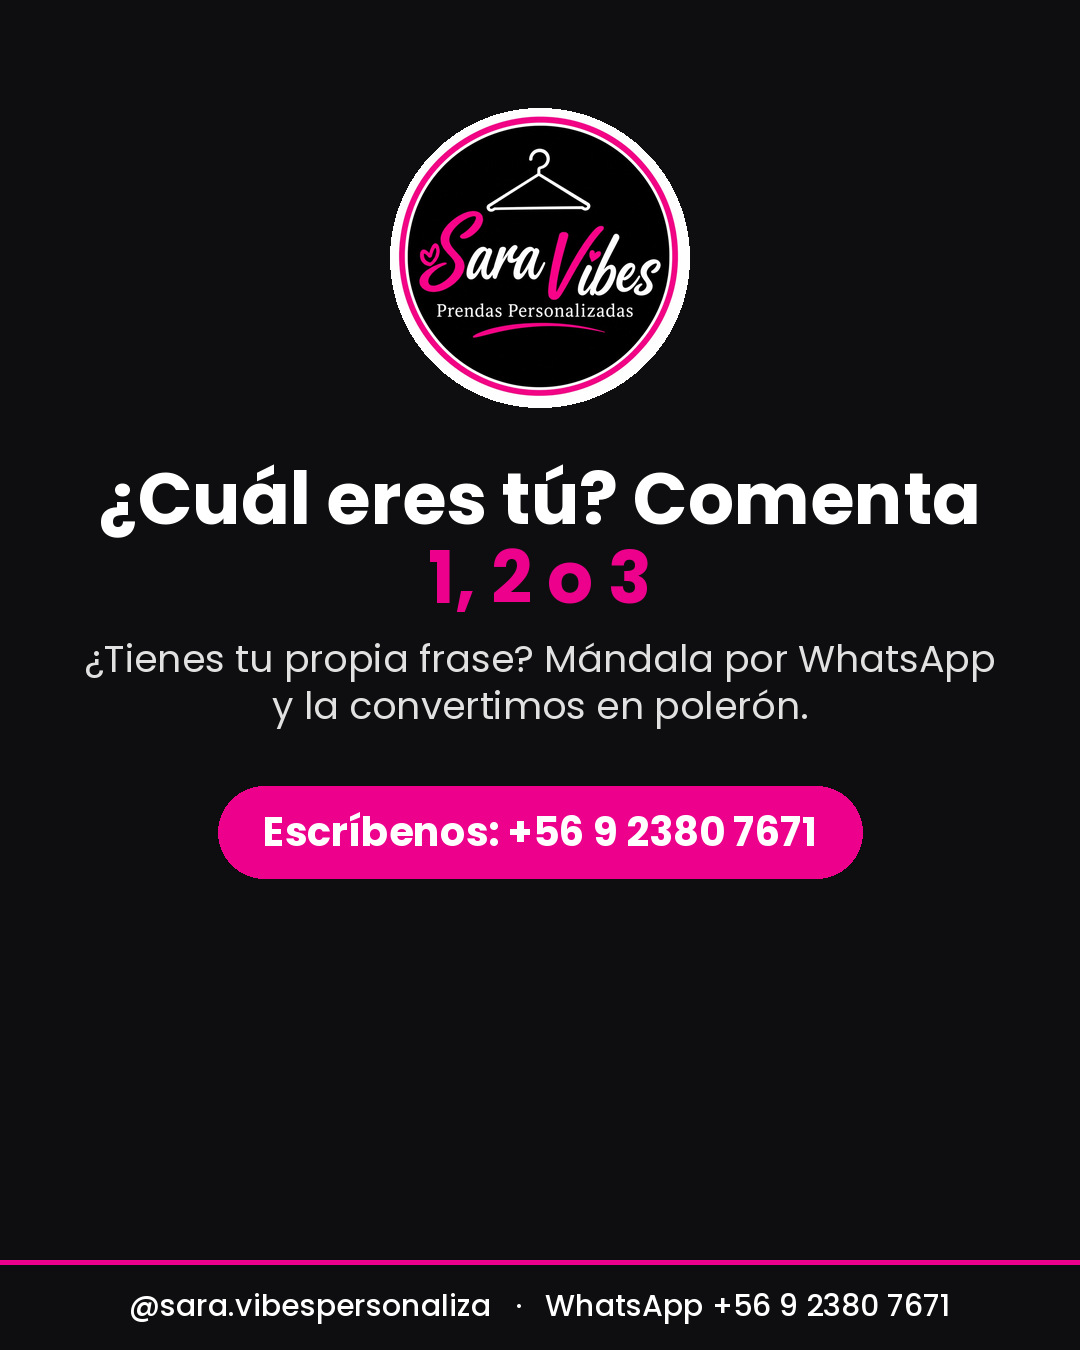 Sara Vibes
Prendas Personalizadas
¿Cuál eres tú? Comenta
1, 2 o 3
¿Tienes tu propia frase? Mándala por WhatsApp
y la convertimos en polerón.
Escríbenos: +56 9 2380 7671
@sara.vibespersonaliza · WhatsApp +56 9 2380 7671